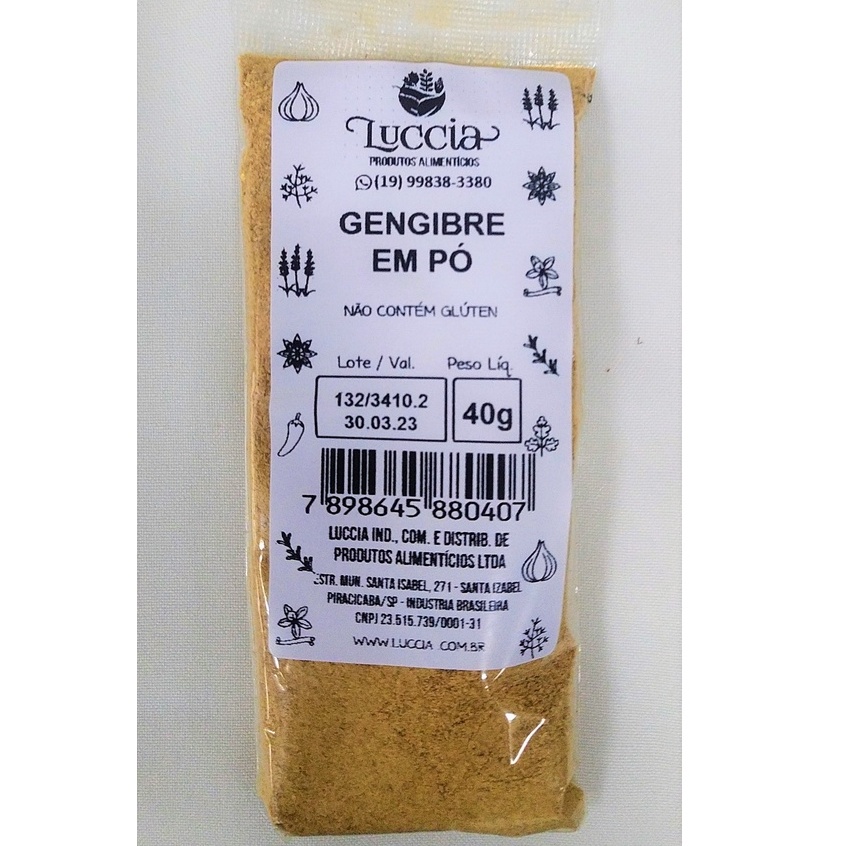 Luccia
PRODUTOS ALIMENTÍCIOS
(19) 99838-3380
GENGIBRE
EM PÓ
NÃO CONTÉM GLÚTEN
Lote / Val. Peso Líq.
132/3410.2
30.03.23
40g
7 898645 880407
LUCCIA IND., COM. E DISTRIB. DE
PRODUTOS ALIMENTÍCIOS LTDA
ESTR. MUN. SANTA ISABEL, 271 - SANTA IZABEL
PIRACICABA/SP - INDUSTRIA BRASILEIRA
CNPJ 23.515.739/0001-31
WWW.LUCCIA.COM.BR